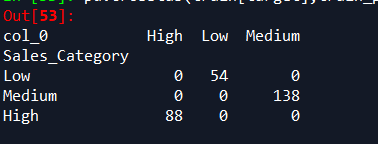 Out[53]:
col_0 High Low Medium
Sales_Category
Low 0 54 0
Medium 0 0 138
High 88 0 0